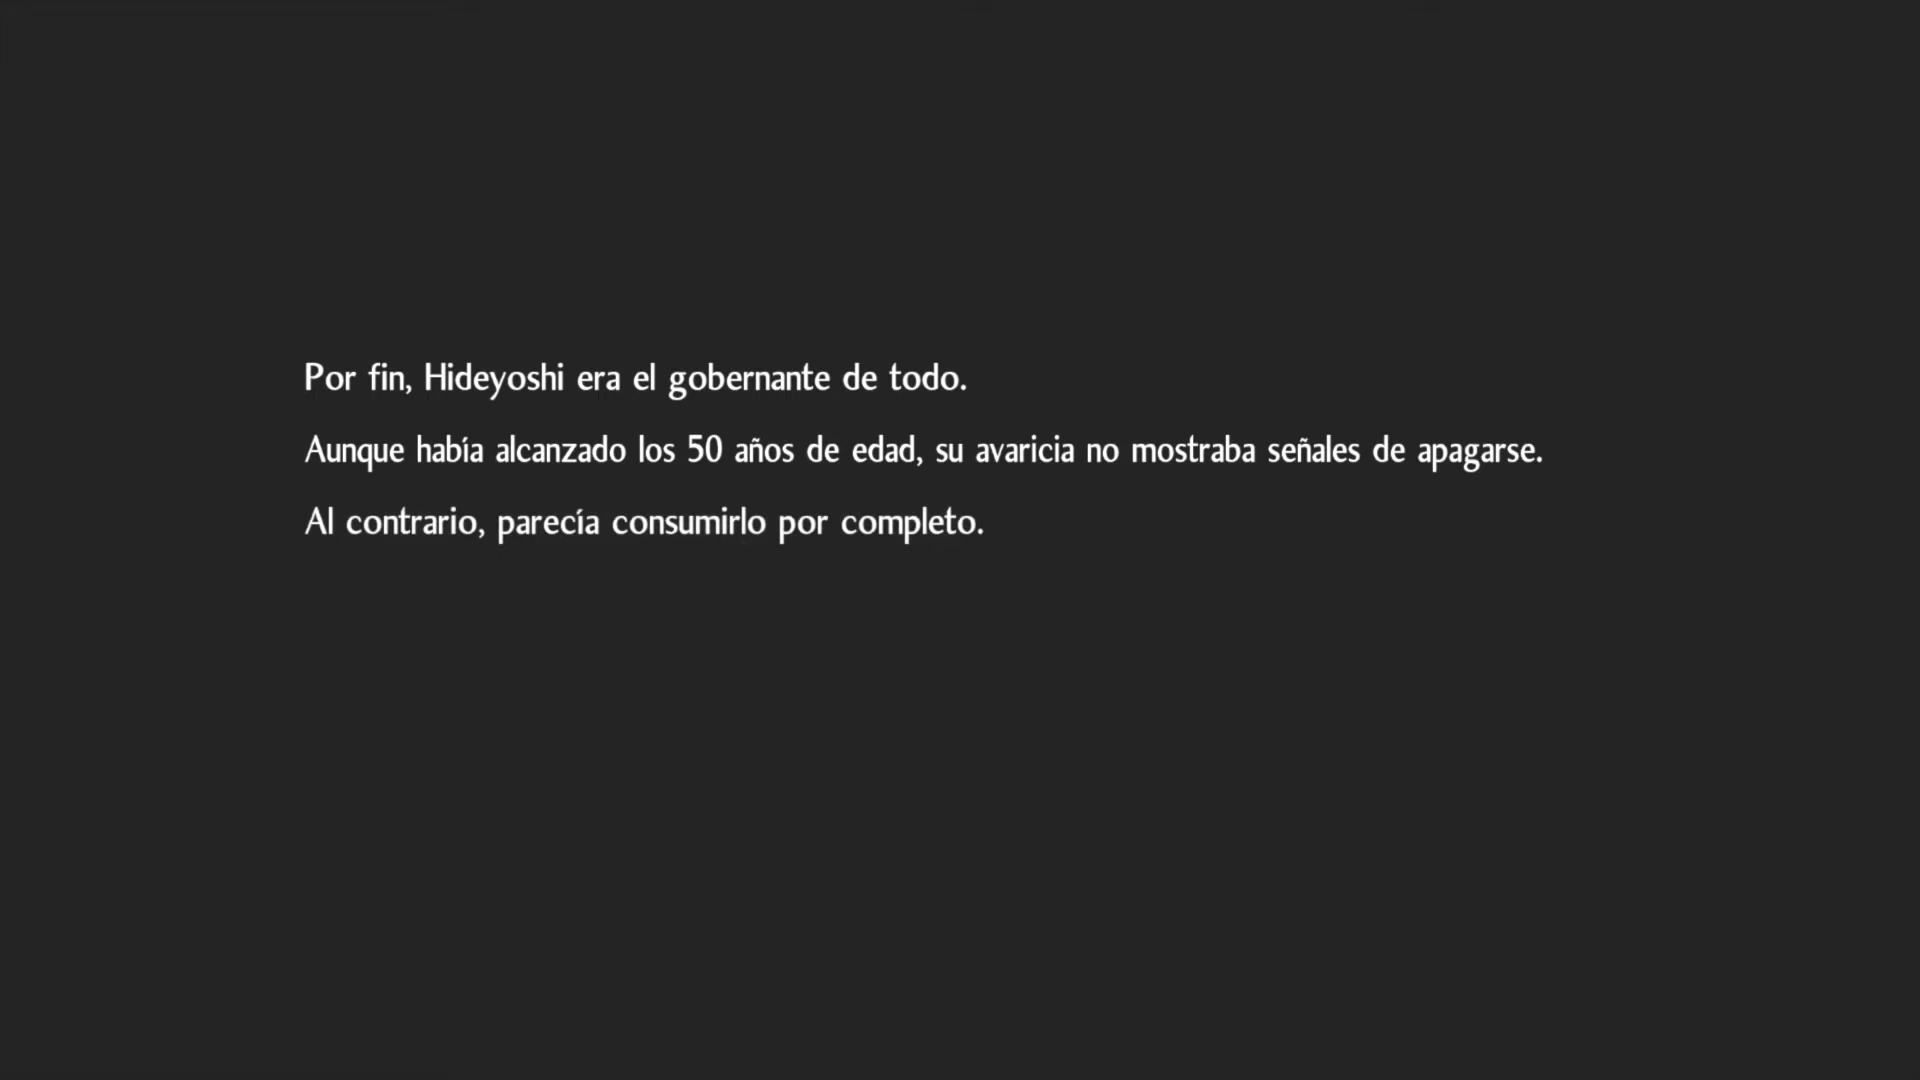 Por fin, Hideyoshi era el gobernante de todo.
Aunque había alcanzado los 50 años de edad, su avaricia no mostraba señales de apagarse.
Al contrario, parecía consumirlo por completo.